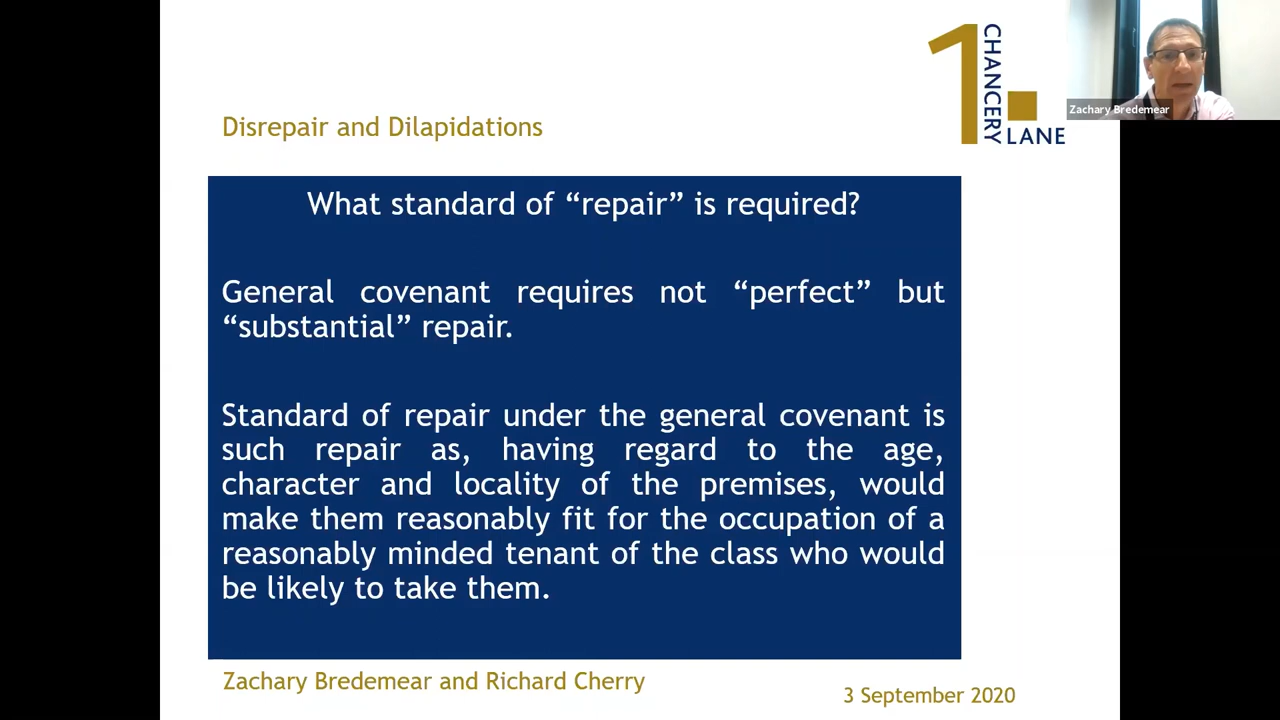 1 CHANCERY LANE
Zachary Bredemear
Disrepair and Dilapidations
What standard of “repair” is required?
General covenant requires not “perfect” but
“substantial” repair.
Standard of repair under the general covenant is
such repair as, having regard to the age,
character and locality of the premises, would
make them reasonably fit for the occupation of a
reasonably minded tenant of the class who would
be likely to take them.
Zachary Bredemear and Richard Cherry
3 September 2020